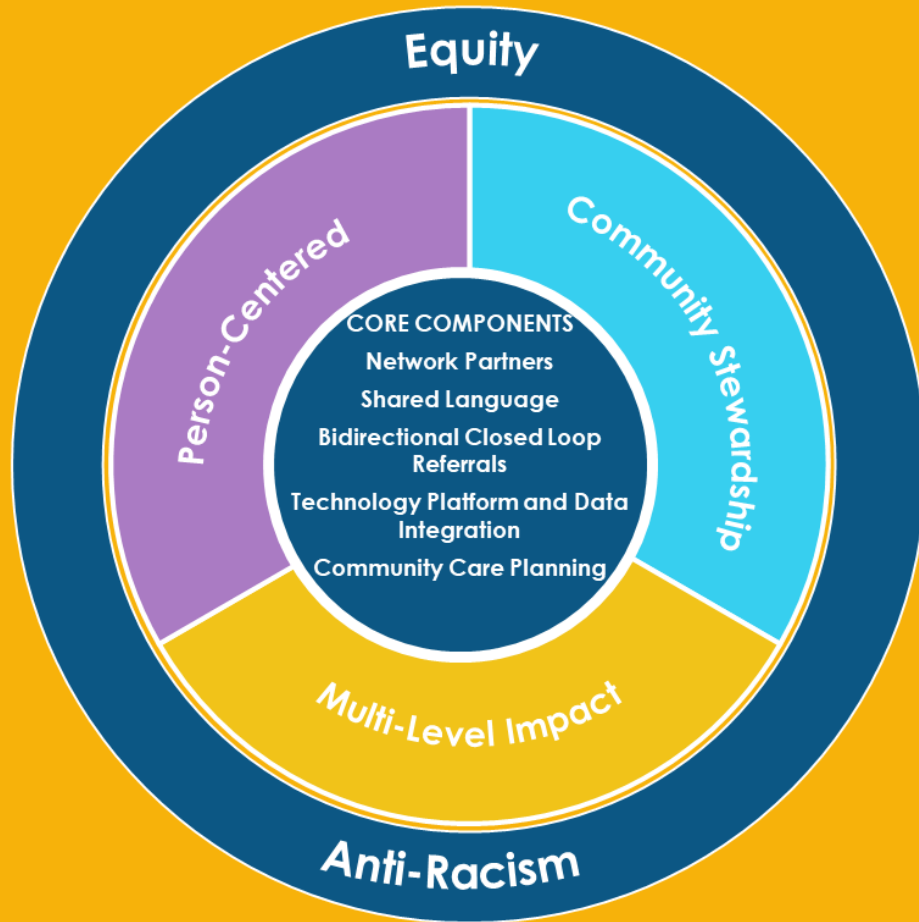 Equity
Person-Centered
Community Stewardship
CORE COMPONENTS
Network Partners
Shared Language
Bidirectional Closed Loop
Referrals
Technology Platform and Data
Integration
Community Care Planning
Multi-Level Impact
Anti-Racism